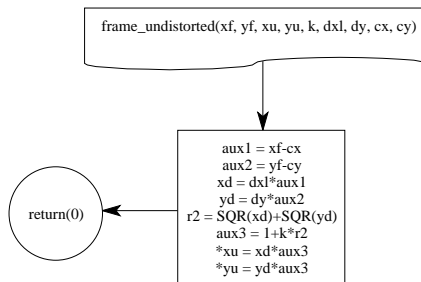 frame_undistorted(xf, yf, xu, yu, k, dxl, dy, cx, cy)
aux1 = xf-cx
aux2 = yf-cy
xd = dxl*aux1
yd = dy*aux2
r2 = SQR(xd)+SQR(yd)
aux3 = 1+k*r2
*xu = xd*aux3
*yu = yd*aux3
return(0)